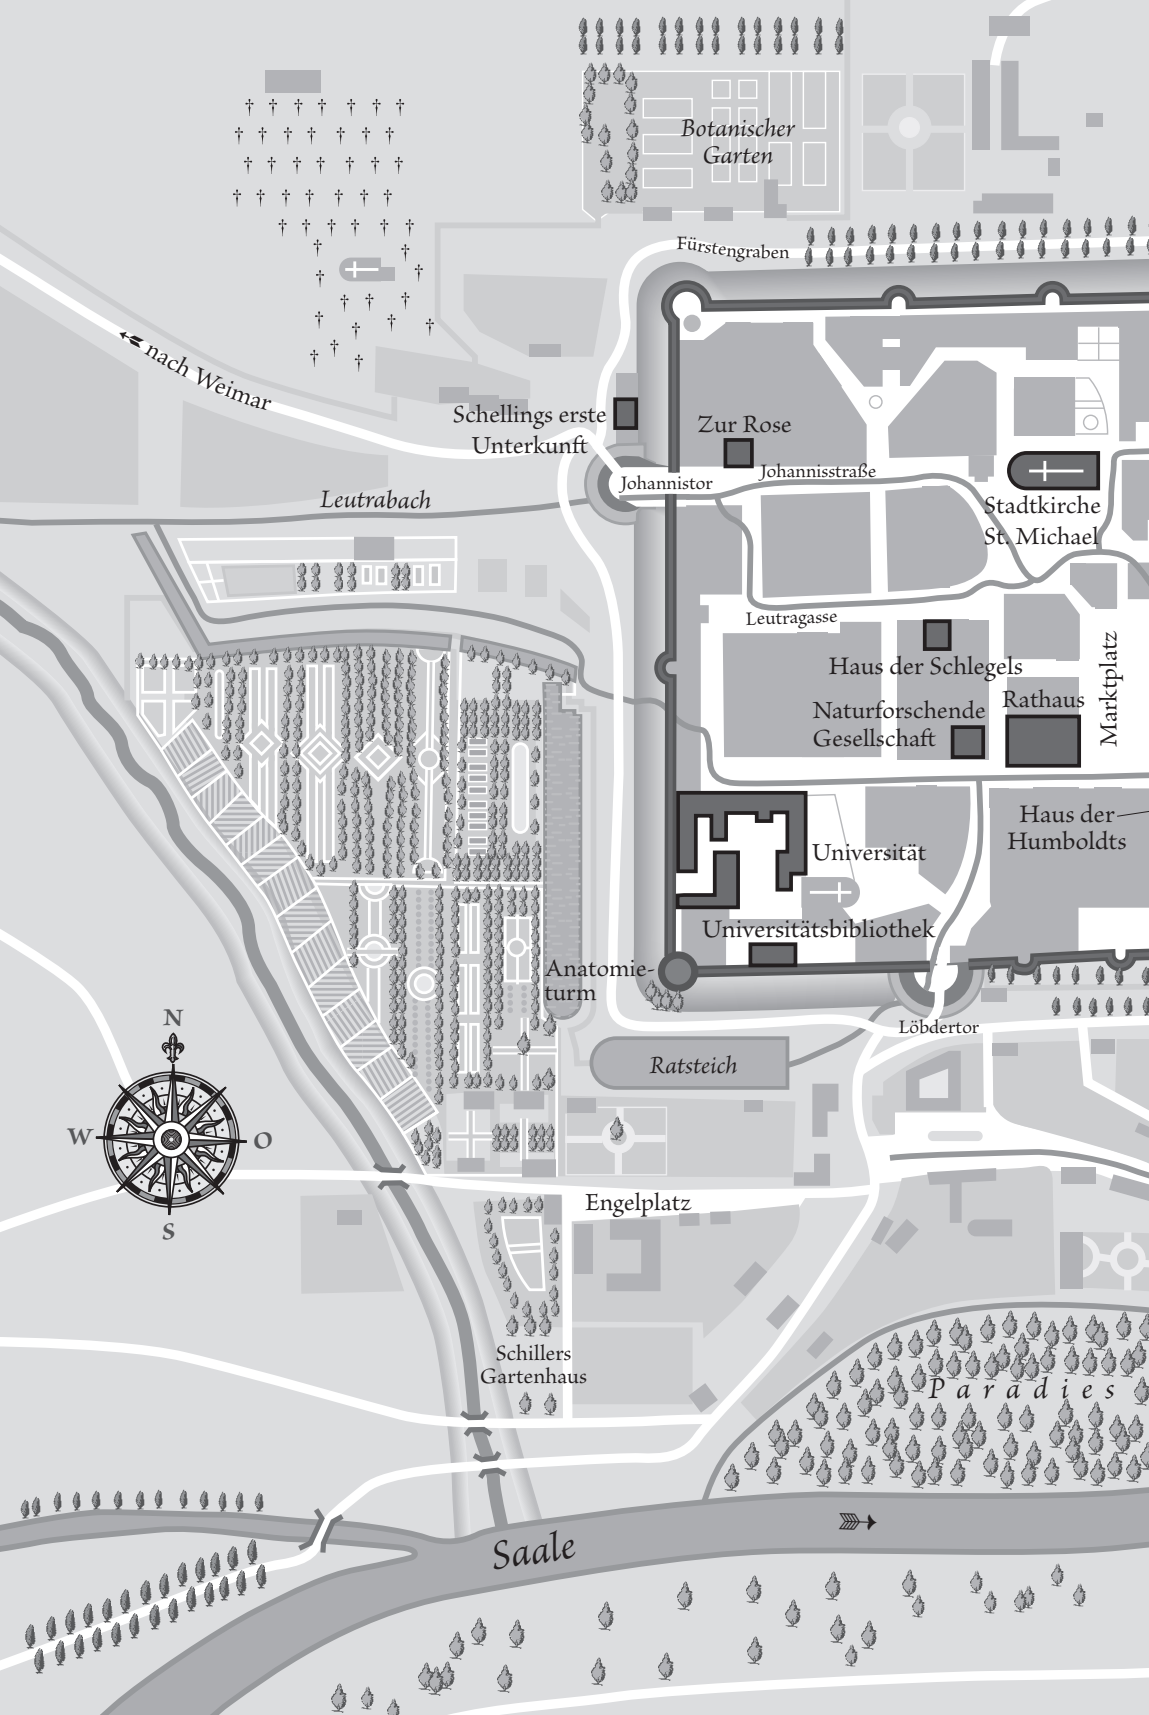 Botanischer
Garten
Fürstengraben
nach Weimar
Schellings erste
Unterkunft
Zur Rose
Johannistor
Johannisstraße
Leutrabach
Stadtkirche
St. Michael
Leutragasse
Haus der Schlegels
Marktplatz
Rathaus
Naturforschende
Gesellschaft
Haus der
Humboldts
Universität
Universitätsbibliothek
Anatomie-
turm
Löbdertor
Ratsteich
N
W
O
S
Engelplatz
Schillers
Gartenhaus
Paradies
Saale